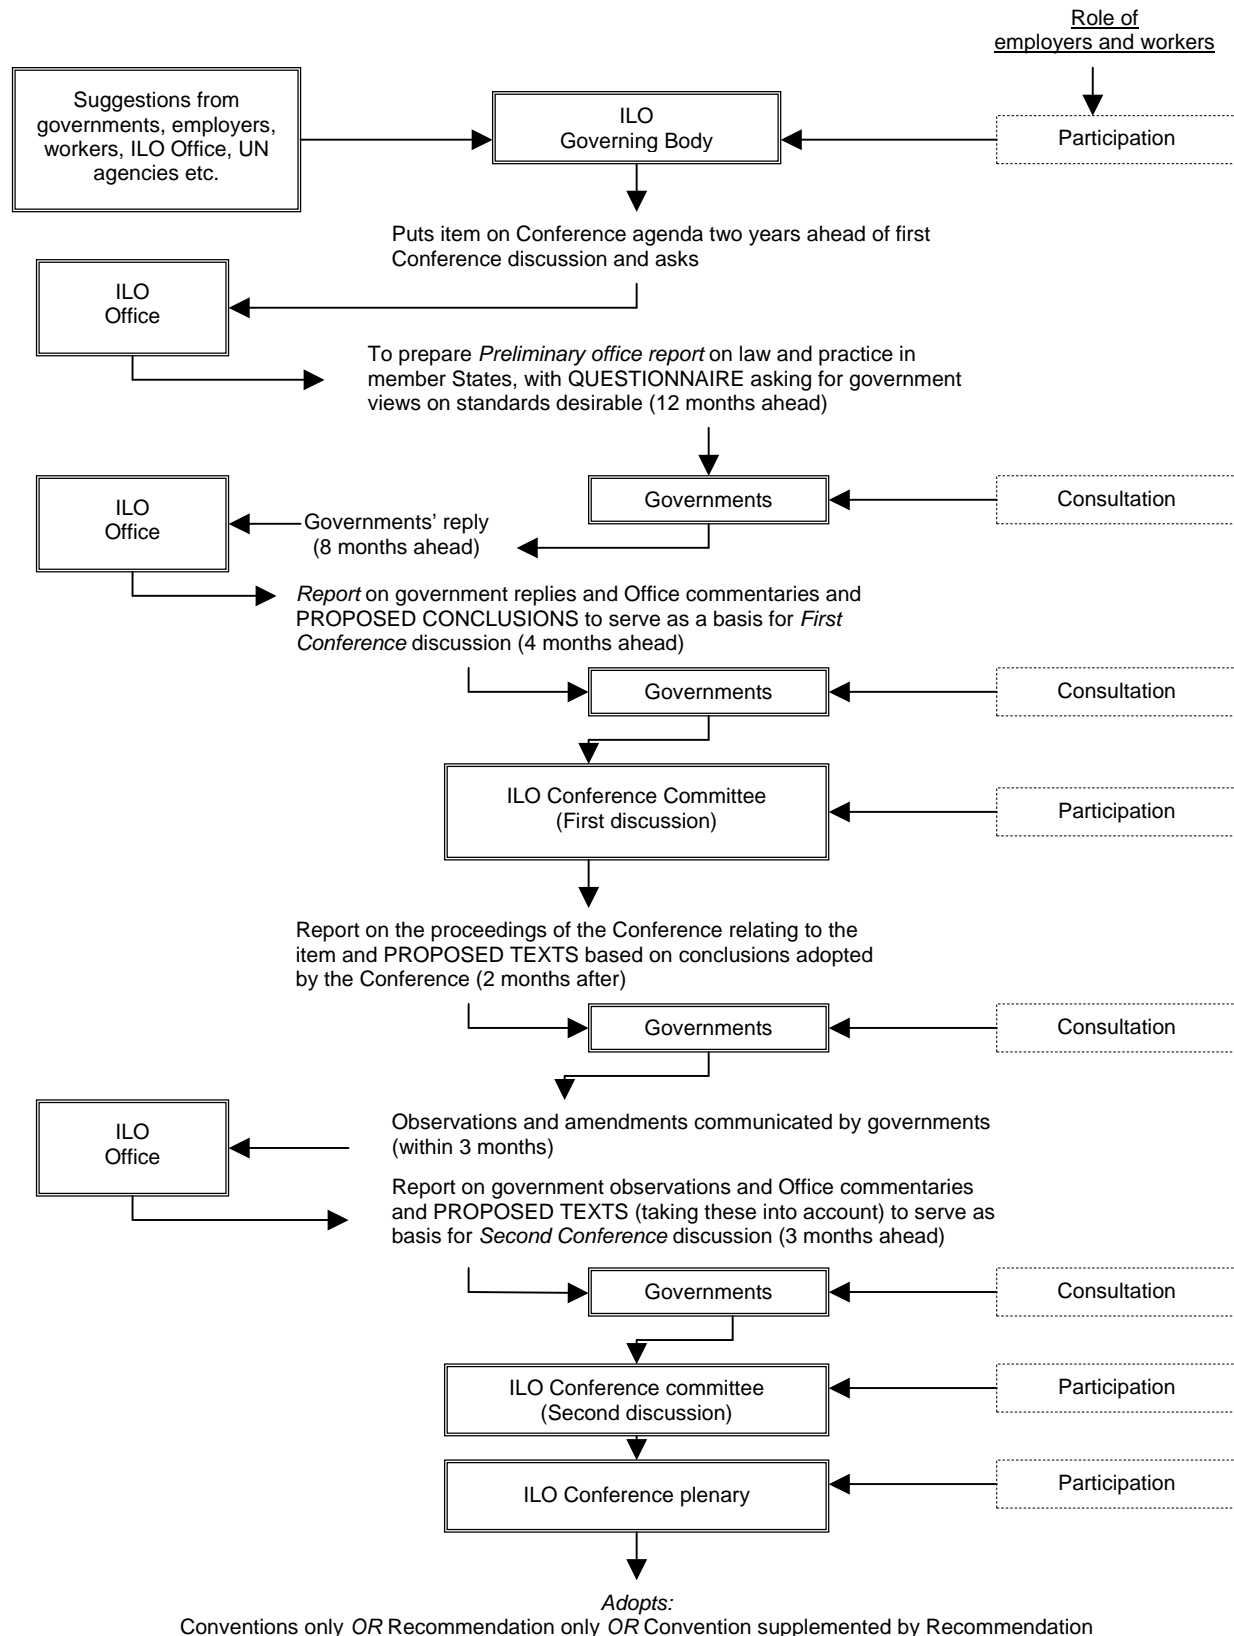 Role of
employers and workers
Suggestions from
governments, employers,
workers, ILO Office, UN
agencies etc.
ILO
Governing Body
Participation
Puts item on Conference agenda two years ahead of first
Conference discussion and asks
ILO
Office
To prepare Preliminary office report on law and practice in
member States, with QUESTIONNAIRE asking for government
views on standards desirable (12 months ahead)
Governments
Consultation
ILO
Office
Governments’ reply
(8 months ahead)
Report on government replies and Office commentaries and
PROPOSED CONCLUSIONS to serve as a basis for First
Conference discussion (4 months ahead)
Governments
Consultation
ILO Conference Committee
(First discussion)
Participation
Report on the proceedings of the Conference relating to the
item and PROPOSED TEXTS based on conclusions adopted
by the Conference (2 months after)
Governments
Consultation
ILO
Office
Observations and amendments communicated by governments
(within 3 months)
Report on government observations and Office commentaries
and PROPOSED TEXTS (taking these into account) to serve as
basis for Second Conference discussion (3 months ahead)
Governments
Consultation
ILO Conference committee
(Second discussion)
Participation
ILO Conference plenary
Participation
Adopts:
Conventions only OR Recommendation only OR Convention supplemented by Recommendation